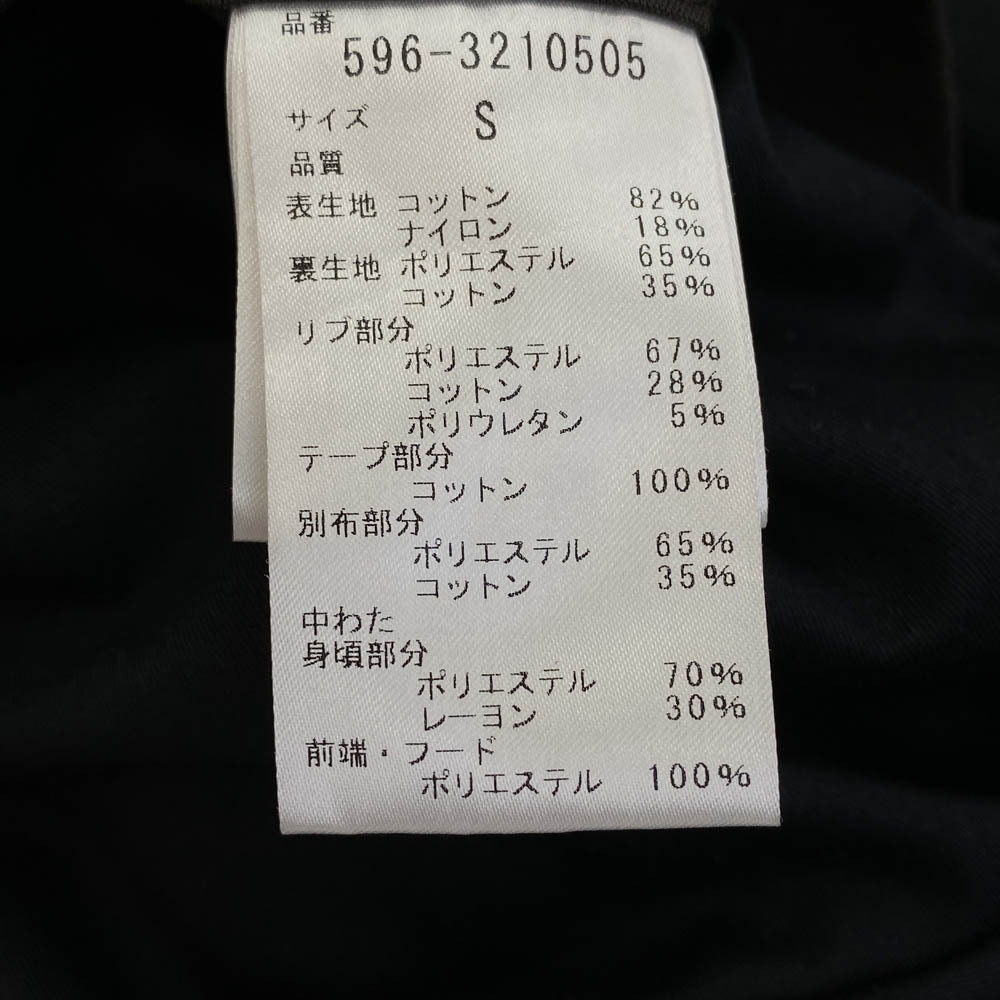 品番
596-3210505
サイズ S
品質
表生地 コットン 82%
ナイロン 18%
裏生地 ポリエステル 65%
コットン 35%
リブ部分
ポリエステル 67%
コットン 28%
ポリウレタン 5%
テープ部分
コットン 100%
別布部分
ポリエステル 65%
コットン 35%
中わた
身頃部分
ポリエステル 70%
レーヨン 30%
前端・フード
ポリエステル 100%